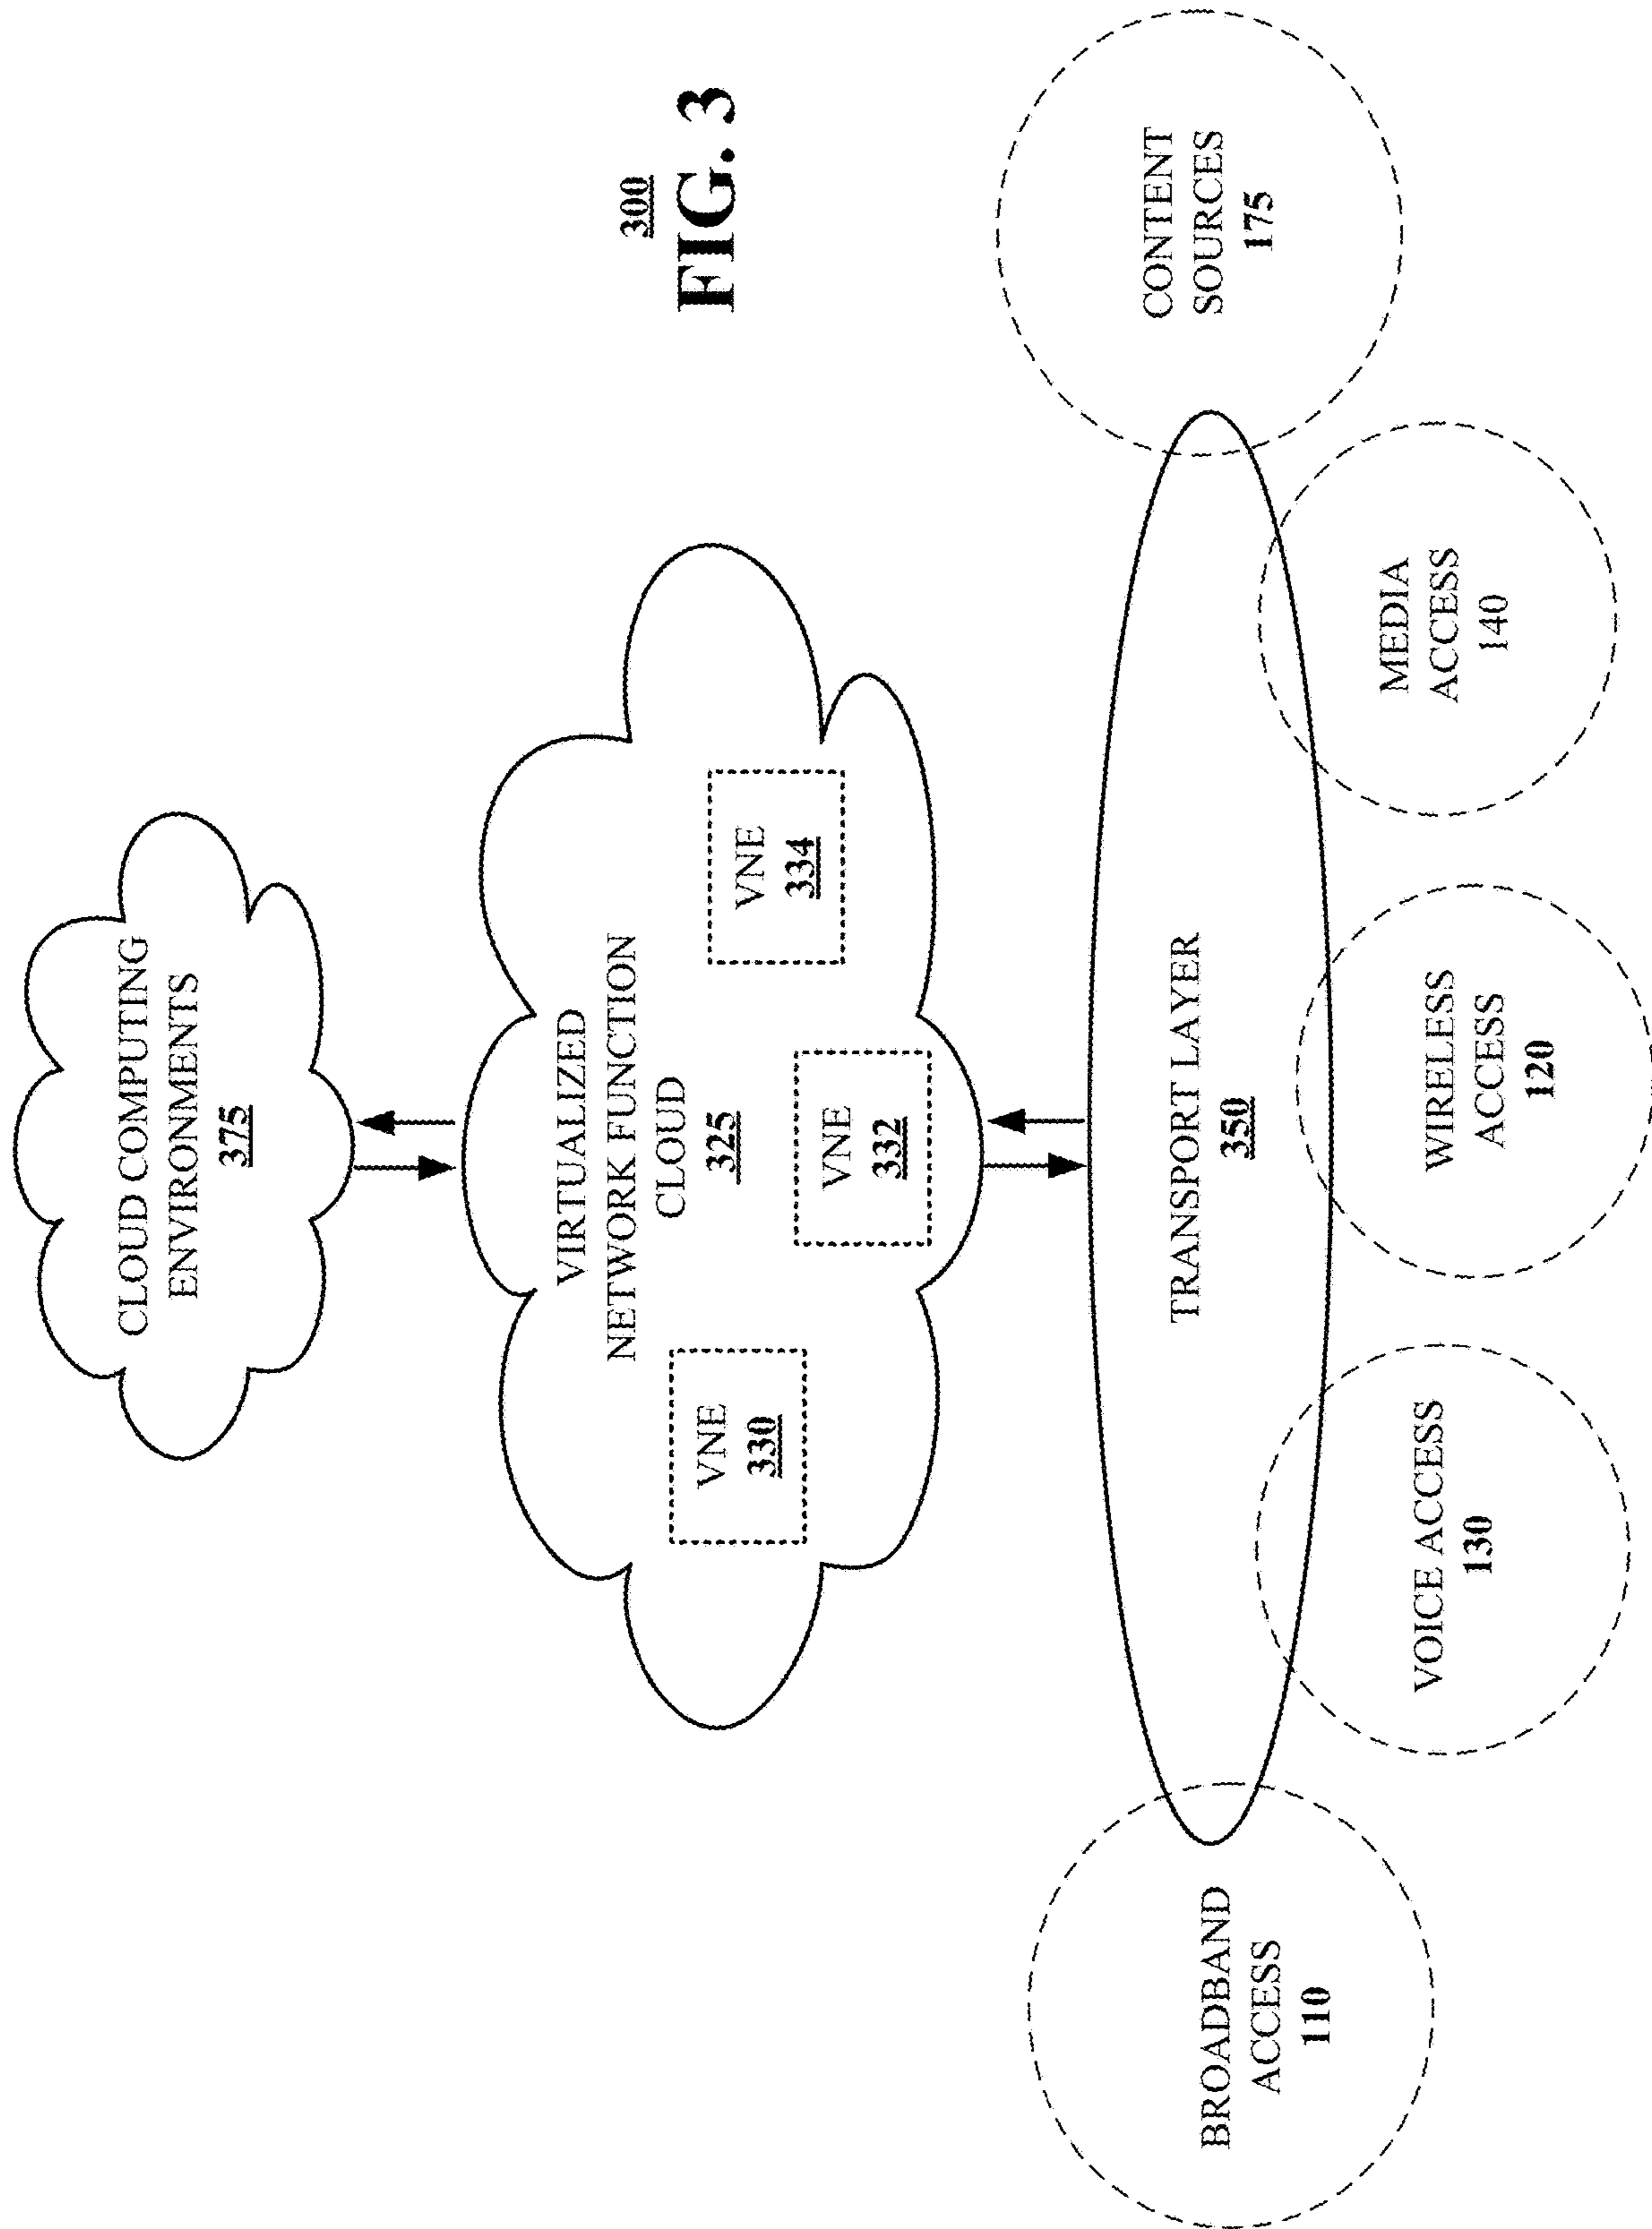 CLOUD COMPUTING
ENVIRONMENTS
375
VIRTUALIZED
NETWORK FUNCTION
CLOUD
325
VNE
330
VNE
332
VNE
334
300
FIG. 3
TRANSPORT LAYER
350
BROADBAND
ACCESS
110
VOICE ACCESS
130
WIRELESS
ACCESS
120
MEDIA
ACCESS
140
CONTENT
SOURCES
175